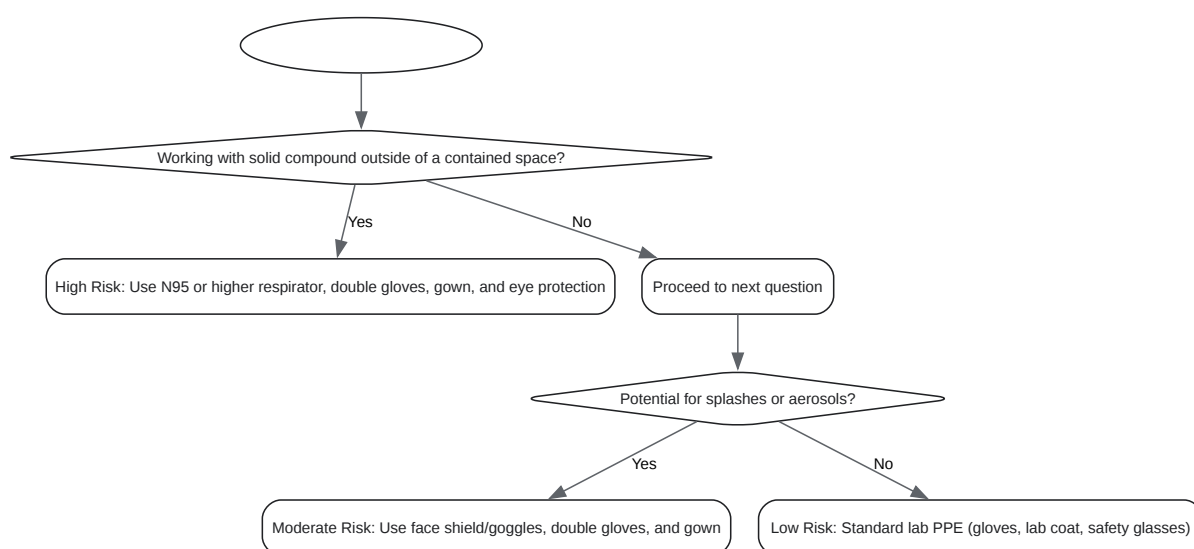 Working with solid compound outside of a contained space?
Yes
No
High Risk: Use N95 or higher respirator, double gloves, gown, and eye protection
Proceed to next question
Potential for splashes or aerosols?
Yes
No
Moderate Risk: Use face shield/goggles, double gloves, and gown
Low Risk: Standard lab PPE (gloves, lab coat, safety glasses)